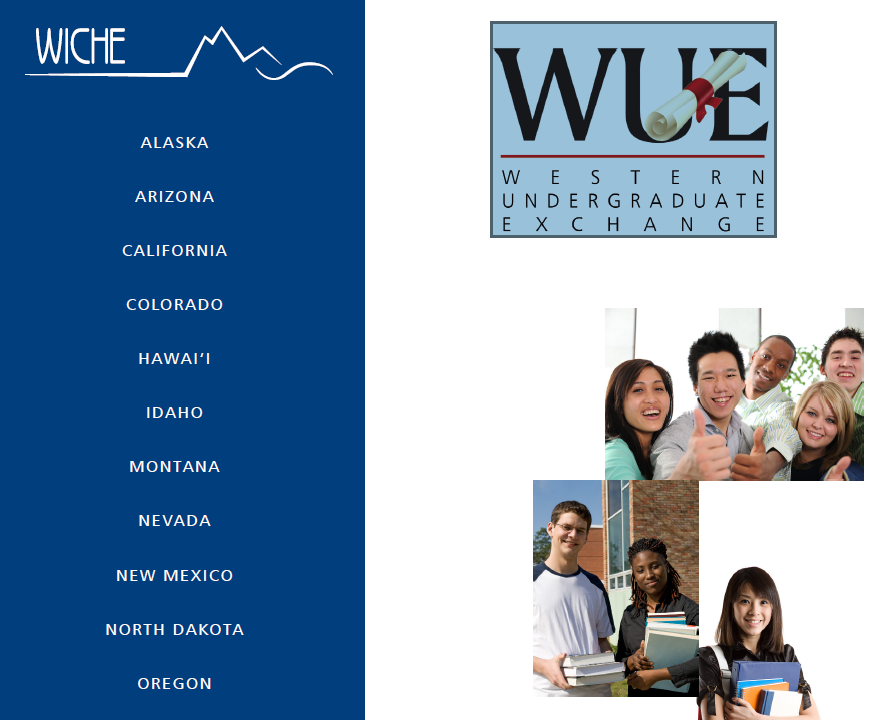 WICHE
ALASKA
ARIZONA
CALIFORNIA
COLORADO
HAWAI’I
IDAHO
MONTANA
NEVADA
NEW MEXICO
NORTH DAKOTA
OREGON
WUE
WESTERN
UNDERGRADUATE
EXCHANGE